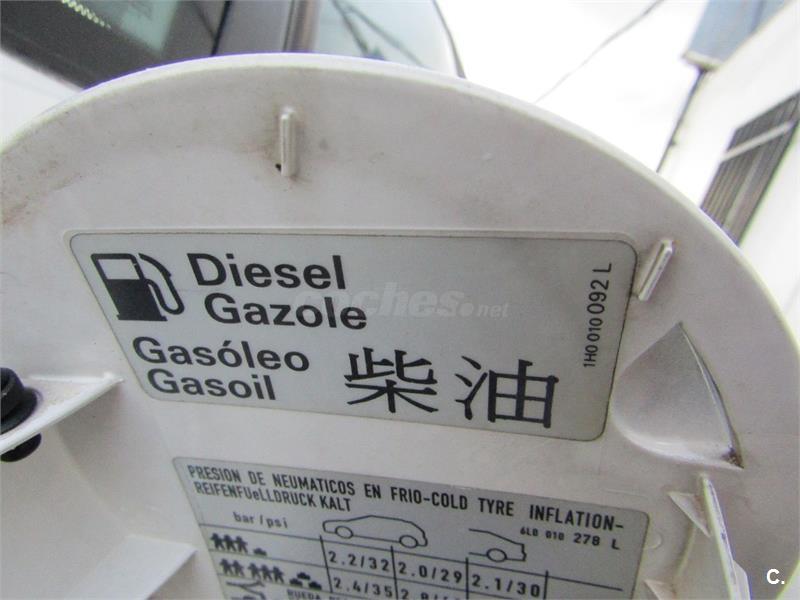 Diesel
Gazole
Gasóleo
Gasoil
柴油
1H0 010 092 L
coches.net
PRESION DE NEUMATICOS EN FRIO-COLD TYRE INFLATION-
REIFENFUeLLDRUCK KALT
6L0 010 278 L
bar/psi
2.2/32 2.0/29 2.1/30
2.4/35
RUEDA
C.